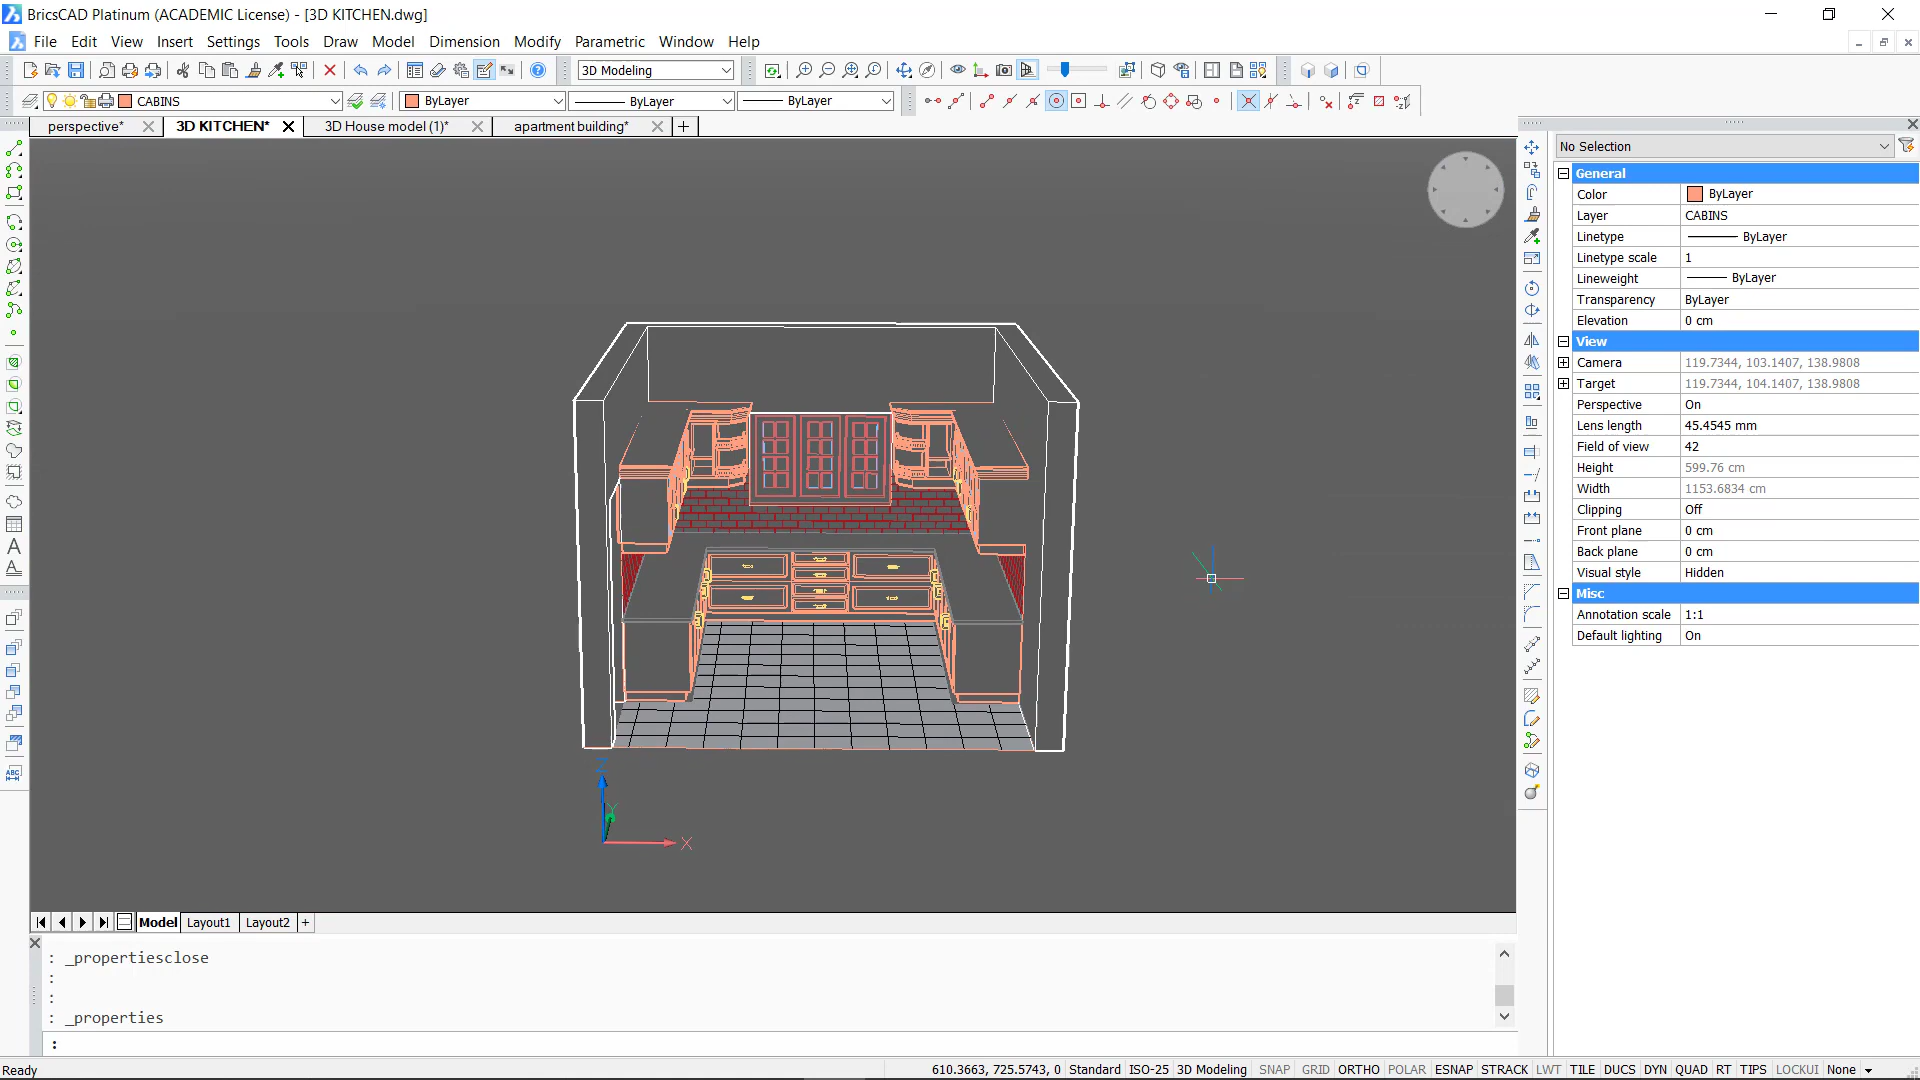 BricsCAD Platinum (ACADEMIC License) - [3D KITCHEN.dwg]
File Edit View Insert Settings Tools Draw Model Dimension Modify Parametric Window Help
3D Modeling
CABINS ByLayer ByLayer ByLayer
perspective* 3D KITCHEN* 3D House model (1)* apartment building* +
No Selection
General
Color ByLayer
Layer CABINS
Linetype ByLayer
Linetype scale 1
Lineweight ByLayer
Transparency ByLayer
Elevation 0 cm
View
Camera 119.7344, 103.1407, 138.9808
Target 119.7344, 104.1407, 138.9808
Perspective On
Lens length 45.4545 mm
Field of view 42
Height 599.76 cm
Width 1153.6834 cm
Clipping Off
Front plane 0 cm
Back plane 0 cm
Visual style Hidden
Misc
Annotation scale 1:1
Default lighting On
A
A
ABC
Z
Y
X
Model Layout1 Layout2 +
: _propertiesclose
:
:
: _properties
:
Ready 610.3663, 725.5743, 0 Standard ISO-25 3D Modeling SNAP GRID ORTHO POLAR ESNAP STRACK LWT TILE DUCS DYN QUAD RT TIPS LOCKUI None